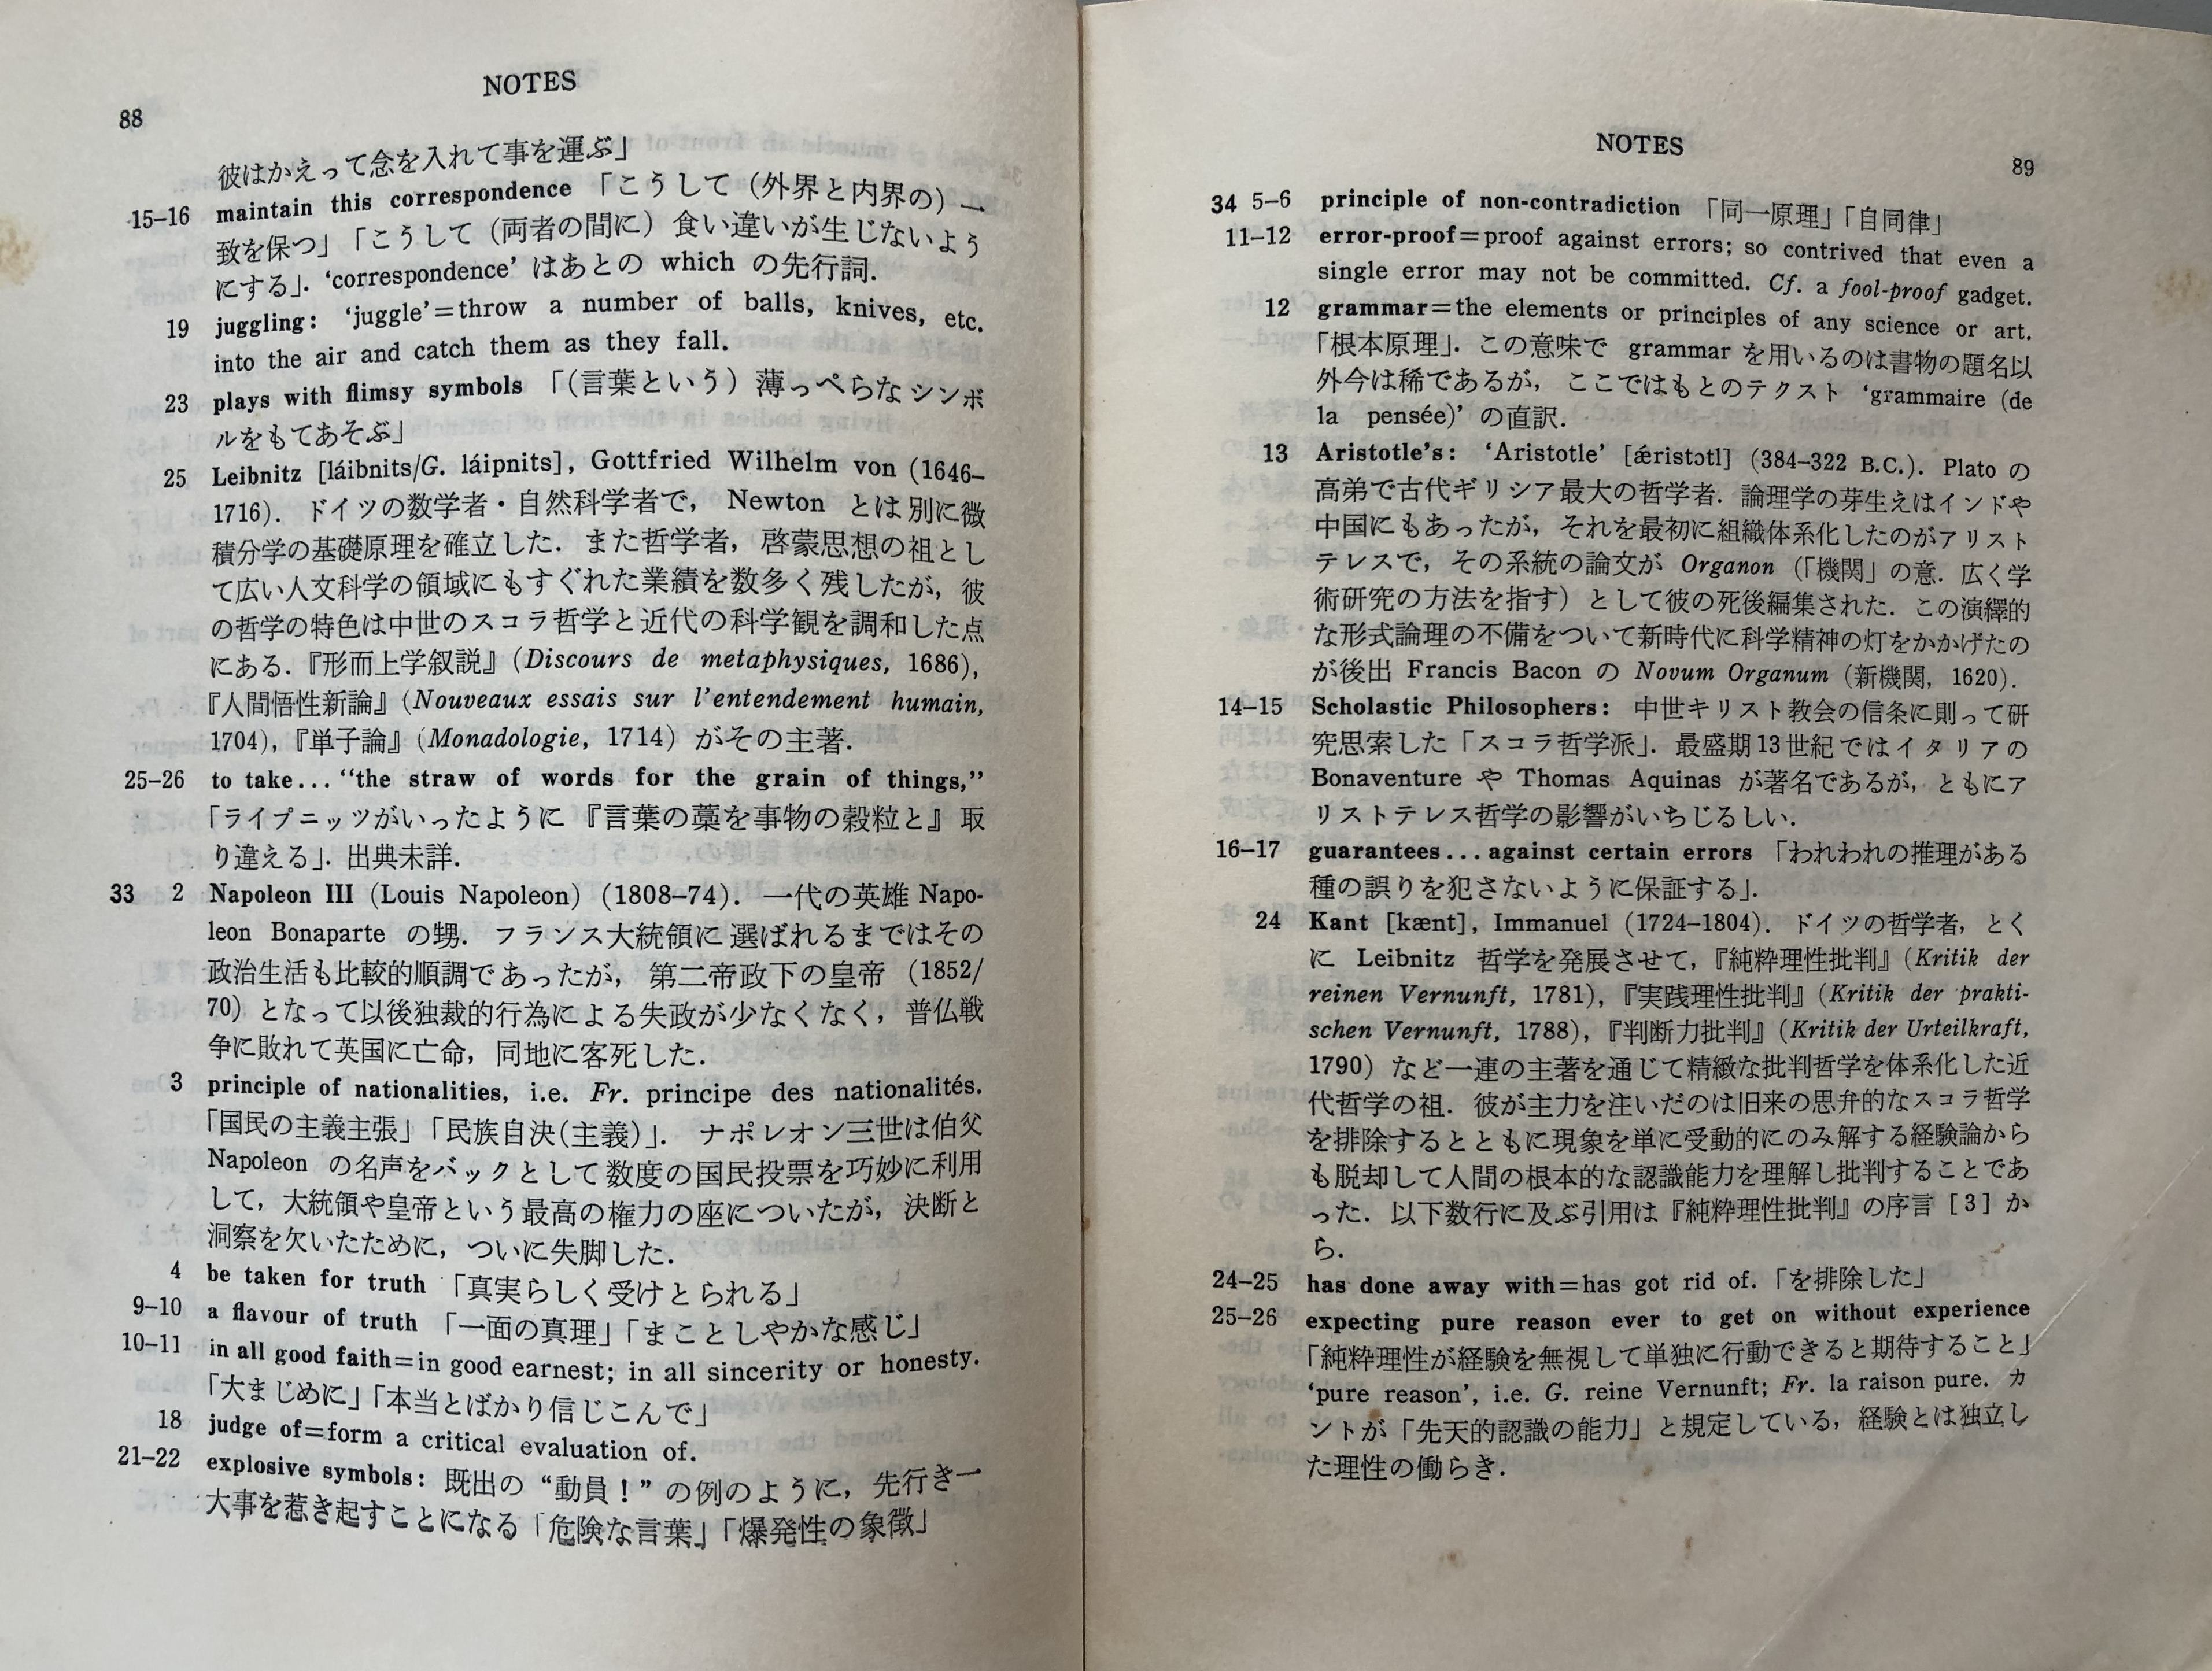 NOTES
88
彼はかえって念を入れて事を運ぶ」
15–16 maintain this correspondence 「こうして（外界と内界の）一
致を保つ」「こうして（両者の間に）食い違いが生じないよう
にする」. ‘correspondence’ はあとの which の先行詞.
19 juggling: ‘juggle’=throw a number of balls, knives, etc.
into the air and catch them as they fall.
23 plays with flimsy symbols 「（言葉という）薄っぺらなシンボ
ルをもてあそぶ」
25 Leibnitz [láibnits/G. láipnits], Gottfried Wilhelm von (1646–
1716). ドイツの数学者・自然科学者で, Newton とは別に微
積分学の基礎原理を確立した. また哲学者, 啓蒙思想の祖とし
て広い人文科学の領域にもすぐれた業績を数多く残したが, 彼
の哲学の特色は中世のスコラ哲学と近代の科学観を調和した点
にある.『形而上学叙説』(Discours de metaphysiques, 1686),
『人間悟性新論』(Nouveaux essais sur l’entendement humain,
1704),『単子論』(Monadologie, 1714) がその主著.
25–26 to take... “the straw of words for the grain of things,”
「ライプニッツがいったように『言葉の藁を事物の穀粒と』取
り違える」. 出典未詳.
33 2 Napoleon III (Louis Napoleon) (1808–74). 一代の英雄 Napo-
leon Bonaparte の甥. フランス大統領に選ばれるまではその
政治生活も比較的順調であったが, 第二帝政下の皇帝 (1852/
70) となって以後独裁的行為による失政が少なくなく, 普仏戦
争に敗れて英国に亡命, 同地に客死した.
3 principle of nationalities, i.e. Fr. principe des nationalités.
「国民の主義主張」「民族自決(主義)」. ナポレオン三世は伯父
Napoleon の名声をバックとして数度の国民投票を巧妙に利用
して, 大統領や皇帝という最高の権力の座についたが, 決断と
洞察を欠いたために, ついに失脚した.
4 be taken for truth 「真実らしく受けとられる」
9–10 a flavour of truth 「一面の真理」「まことしやかな感じ」
10–11 in all good faith=in good earnest; in all sincerity or honesty.
「大まじめに」「本当とばかり信じこんで」
18 judge of=form a critical evaluation of.
21–22 explosive symbols: 既出の “動員！” の例のように, 先行き一
大事を惹き起すことになる「危険な言葉」「爆発性の象徴」
NOTES
89
34 5–6 principle of non-contradiction 「同一原理」「自同律」
11–12 error-proof=proof against errors; so contrived that even a
single error may not be committed. Cf. a fool-proof gadget.
12 grammar=the elements or principles of any science or art.
「根本原理」. この意味で grammar を用いるのは書物の題名以
外今は稀であるが, ここではもとのテクスト ‘grammaire (de
la pensée)’ の直訳.
13 Aristotle’s: ‘Aristotle’ [ǽristɔtl] (384–322 B.C.). Plato の
高弟で古代ギリシア最大の哲学者. 論理学の芽生えはインドや
中国にもあったが, それを最初に組織体系化したのがアリスト
テレスで, その系統の論文が Organon (「機関」の意. 広く学
術研究の方法を指す) として彼の死後編集された. この演繹的
な形式論理の不備をついて新時代に科学精神の灯をかかげたの
が後出 Francis Bacon の Novum Organum (新機関, 1620).
14–15 Scholastic Philosophers: 中世キリスト教会の信条に則って研
究思索した「スコラ哲学派」. 最盛期13世紀ではイタリアの
Bonaventure や Thomas Aquinas が著名であるが, ともにア
リストテレス哲学の影響がいちじるしい.
16–17 guarantees... against certain errors 「われわれの推理がある
種の誤りを犯さないように保証する」.
24 Kant [kænt], Immanuel (1724–1804). ドイツの哲学者, とく
に Leibnitz 哲学を発展させて,『純粋理性批判』(Kritik der
reinen Vernunft, 1781),『実践理性批判』(Kritik der prakti-
schen Vernunft, 1788),『判断力批判』(Kritik der Urteilkraft,
1790) など一連の主著を通じて精緻な批判哲学を体系化した近
代哲学の祖. 彼が主力を注いだのは旧来の思弁的なスコラ哲学
を排除するとともに現象を単に受動的にのみ解する経験論から
も脱却して人間の根本的な認識能力を理解し批判することであ
った. 以下数行に及ぶ引用は『純粋理性批判』の序言 [3] か
ら.
24–25 has done away with=has got rid of.「を排除した」
25–26 expecting pure reason ever to get on without experience
「純粋理性が経験を無視して単独に行動できると期待すること」
‘pure reason’, i.e. G. reine Vernunft; Fr. la raison pure. カ
ントが「先天的認識の能力」と規定している, 経験とは独立し
た理性の働らき.